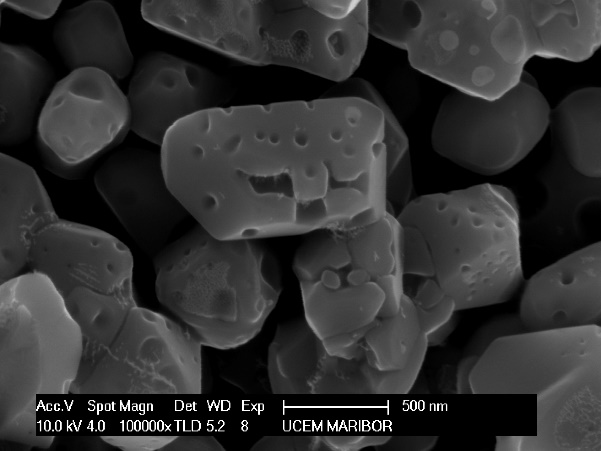 Acc.V Spot Magn Det WD Exp 500 nm
10.0 kV 4.0 100000x TLD 5.2 8 UCEM MARIBOR